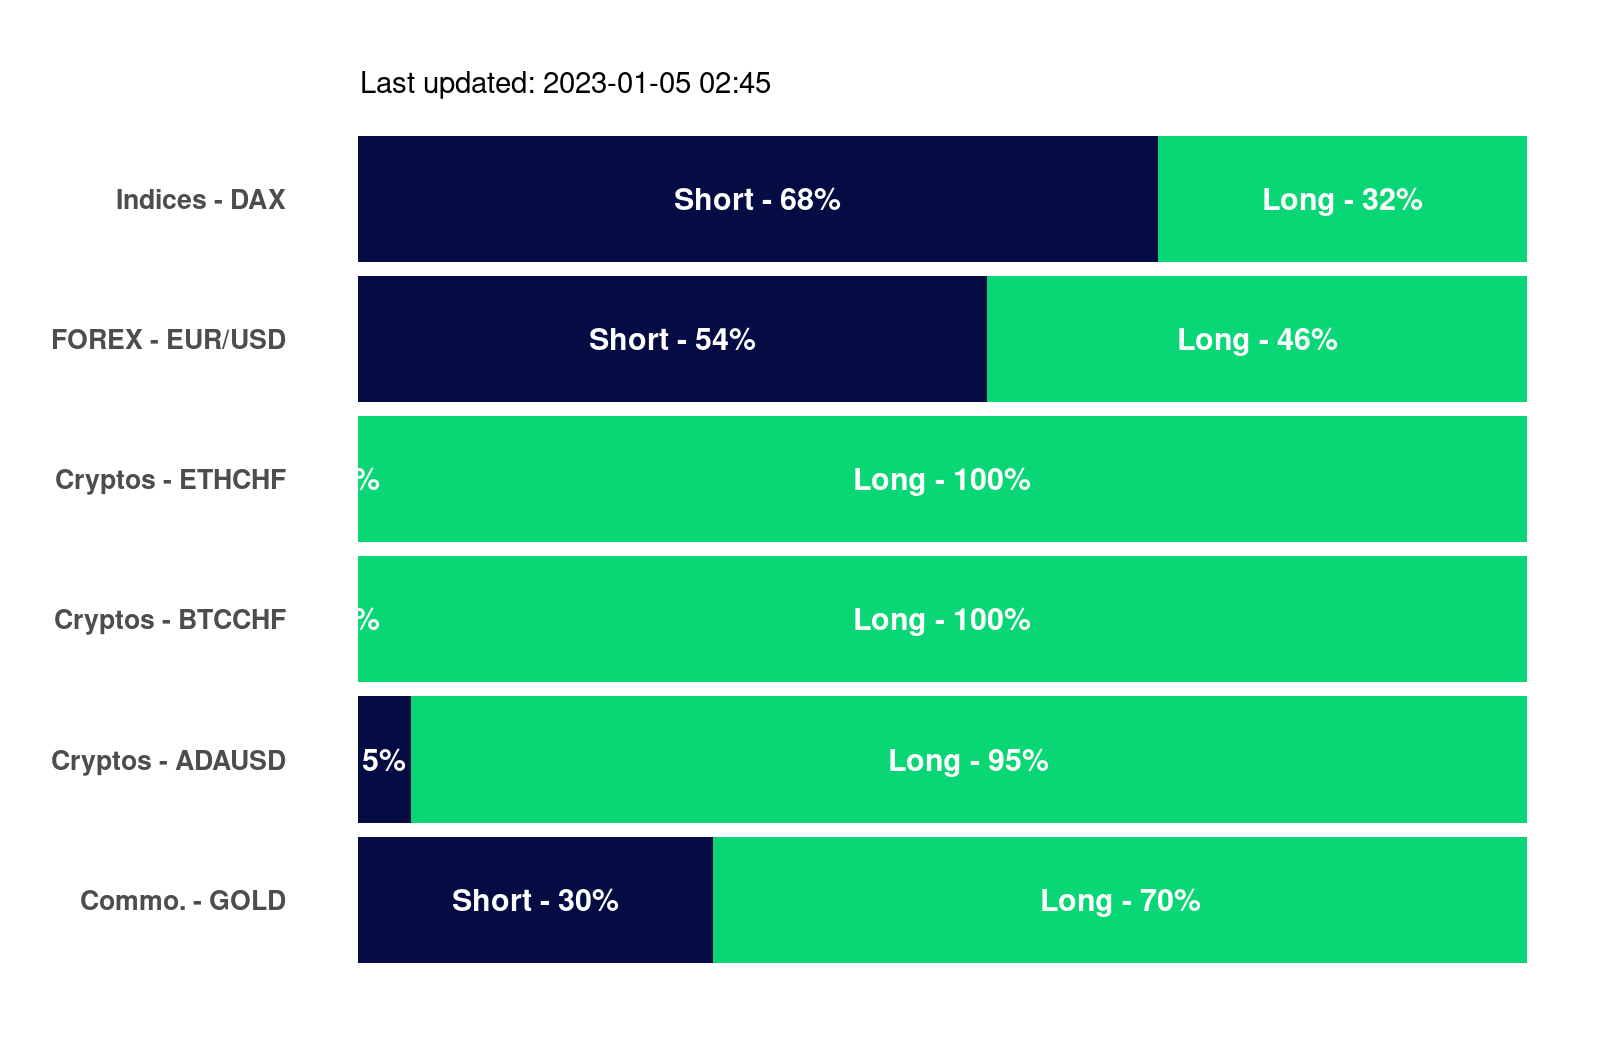 Last updated: 2023-01-05 02:45
Indices - DAX Short - 68% Long - 32%
FOREX - EUR/USD Short - 54% Long - 46%
Cryptos - ETHCHF % Long - 100%
Cryptos - BTCCHF % Long - 100%
Cryptos - ADAUSD 5% Long - 95%
Commo. - GOLD Short - 30% Long - 70%